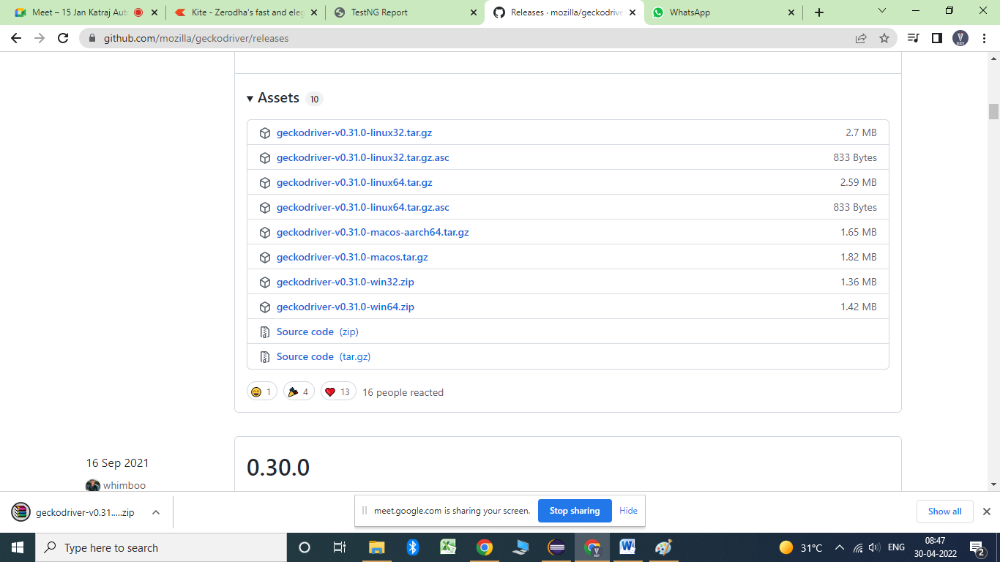 Meet – 15 Jan Katraj Auto
Kite - Zerodha's fast and eleg
TestNG Report
Releases · mozilla/geckodrive
WhatsApp
github.com/mozilla/geckodriver/releases
Assets 10
geckodriver-v0.31.0-linux32.tar.gz 2.7 MB
geckodriver-v0.31.0-linux32.tar.gz.asc 833 Bytes
geckodriver-v0.31.0-linux64.tar.gz 2.59 MB
geckodriver-v0.31.0-linux64.tar.gz.asc 833 Bytes
geckodriver-v0.31.0-macos-aarch64.tar.gz 1.65 MB
geckodriver-v0.31.0-macos.tar.gz 1.82 MB
geckodriver-v0.31.0-win32.zip 1.36 MB
geckodriver-v0.31.0-win64.zip 1.42 MB
Source code (zip)
Source code (tar.gz)
1 4 13 16 people reacted
16 Sep 2021
0.30.0
whimboo
geckodriver-v0.31.....zip
meet.google.com is sharing your screen. Stop sharing Hide
Show all
Type here to search
31°C
ENG
08:47
30-04-2022
2